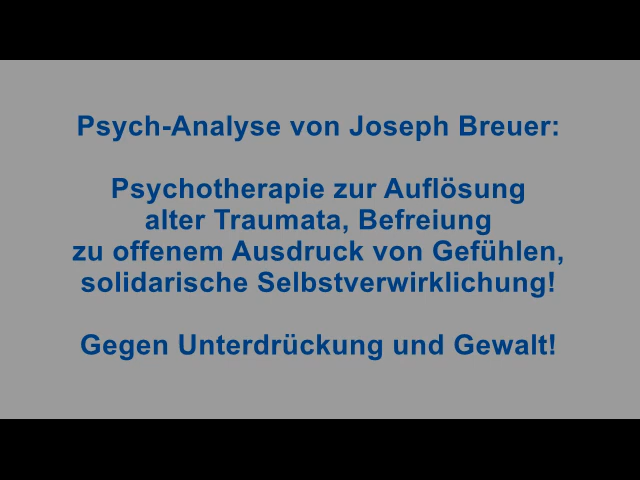 Psych-Analyse von Joseph Breuer:
Psychotherapie zur Auflösung
alter Traumata, Befreiung
zu offenem Ausdruck von Gefühlen,
solidarische Selbstverwirklichung!
Gegen Unterdrückung und Gewalt!